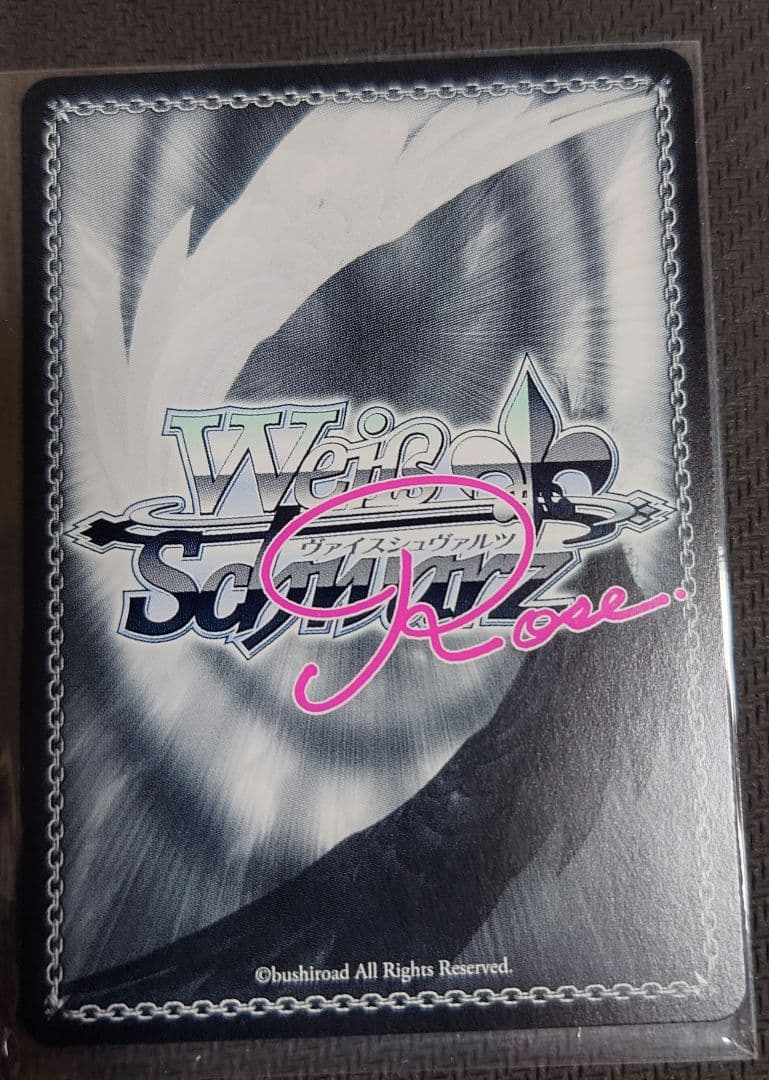 Weiß
ヴァイスシュヴァルツ
Schwarz
Rose.
©bushiroad All Rights Reserved.